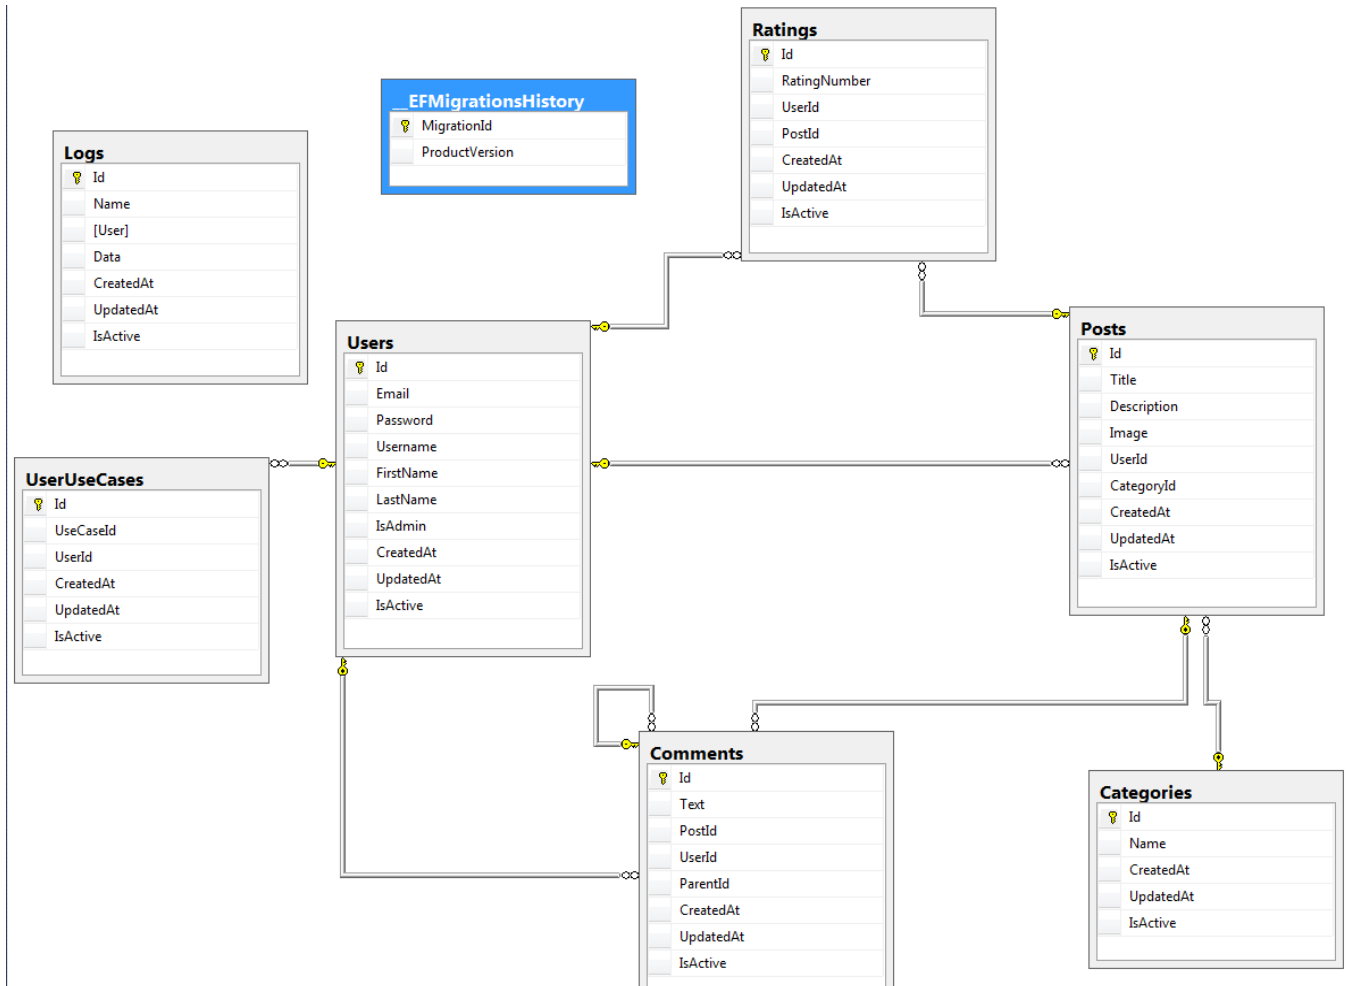 Ratings
Id
RatingNumber
UserId
PostId
CreatedAt
UpdatedAt
IsActive
__EFMigrationsHistory
MigrationId
ProductVersion
Logs
Id
Name
[User]
Data
CreatedAt
UpdatedAt
IsActive
Users
Id
Email
Password
Username
FirstName
LastName
IsAdmin
CreatedAt
UpdatedAt
IsActive
Posts
Id
Title
Description
Image
UserId
CategoryId
CreatedAt
UpdatedAt
IsActive
UserUseCases
Id
UseCaseId
UserId
CreatedAt
UpdatedAt
IsActive
Comments
Id
Text
PostId
UserId
ParentId
CreatedAt
UpdatedAt
IsActive
Categories
Id
Name
CreatedAt
UpdatedAt
IsActive